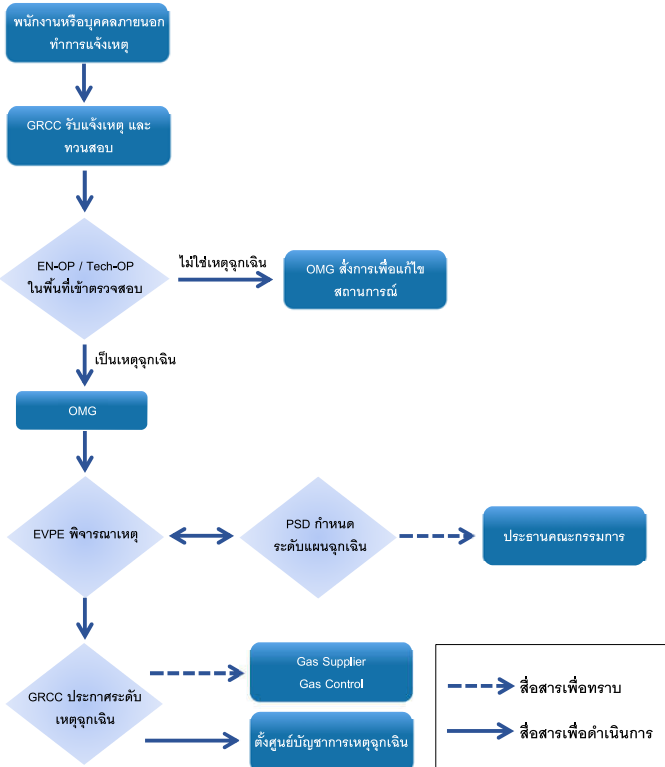 พนักงานหรือบุคคลภายนอก
ทำการแจ้งเหตุ
GRCC รับแจ้งเหตุ และ
ทวนสอบ
EN-OP / Tech-OP
ในพื้นที่เข้าตรวจสอบ
ไม่ใช่เหตุฉุกเฉิน
OMG สั่งการเพื่อแก้ไข
สถานการณ์
เป็นเหตุฉุกเฉิน
OMG
EVPE พิจารณาเหตุ
PSD กำหนด
ระดับแผนฉุกเฉิน
ประธานคณะกรรมการ
GRCC ประกาศระดับ
เหตุฉุกเฉิน
Gas Supplier
Gas Control
ตั้งศูนย์บัญชาการเหตุฉุกเฉิน
สื่อสารเพื่อทราบ
สื่อสารเพื่อดำเนินการ